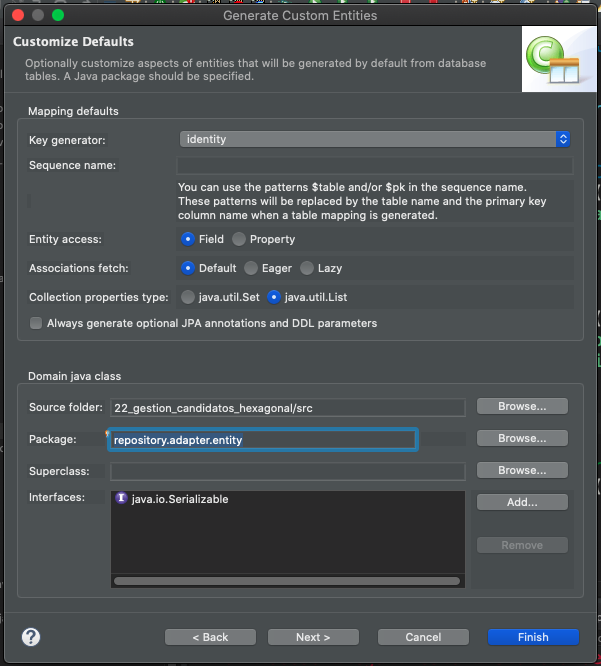 Generate Custom Entities
Customize Defaults
Optionally customize aspects of entities that will be generated by default from database
tables. A Java package should be specified.
C
Mapping defaults
Key generator:
identity
Sequence name:
You can use the patterns $table and/or $pk in the sequence name.
These patterns will be replaced by the table name and the primary key
column name when a table mapping is generated.
Entity access:
Field
Property
Associations fetch:
Default
Eager
Lazy
Collection properties type:
java.util.Set
java.util.List
Always generate optional JPA annotations and DDL parameters
Domain java class
Source folder:
22_gestion_candidatos_hexagonal/src
Browse...
Package:
repository.adapter.entity
Browse...
Superclass:
Browse...
Interfaces:
I
java.io.Serializable
Add...
Remove
?
< Back
Next >
Cancel
Finish